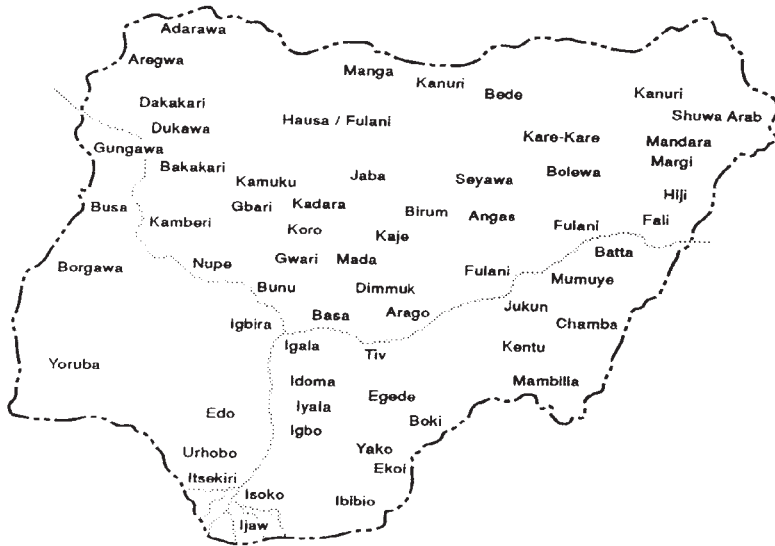 Adarawa
Aregwa
Manga
Kanuri
Bede
Kanuri
Dakakari
Shuwa Arab
Dukawa
Hausa / Fulani
Kare-Kare
Mandara
Gungawa
Margi
Bakakari
Jaba
Bolewa
Kamuku
Seyawa
Hiji
Busa
Gbari
Kadara
Birum
Angas
Kamberi
Koro
Kaje
Fulani
Fali
Batta
Borgawa
Nupe
Gwari
Mada
Fulani
Mumuye
Bunu
Dimmuk
Jukun
Igbira
Basa
Arago
Chamba
Igala
Tiv
Kentu
Yoruba
Idoma
Mambilla
Egede
Edo
Iyala
Boki
Igbo
Urhobo
Yako
Ekoi
Itsekiri
Isoko
Ibibio
Ijaw